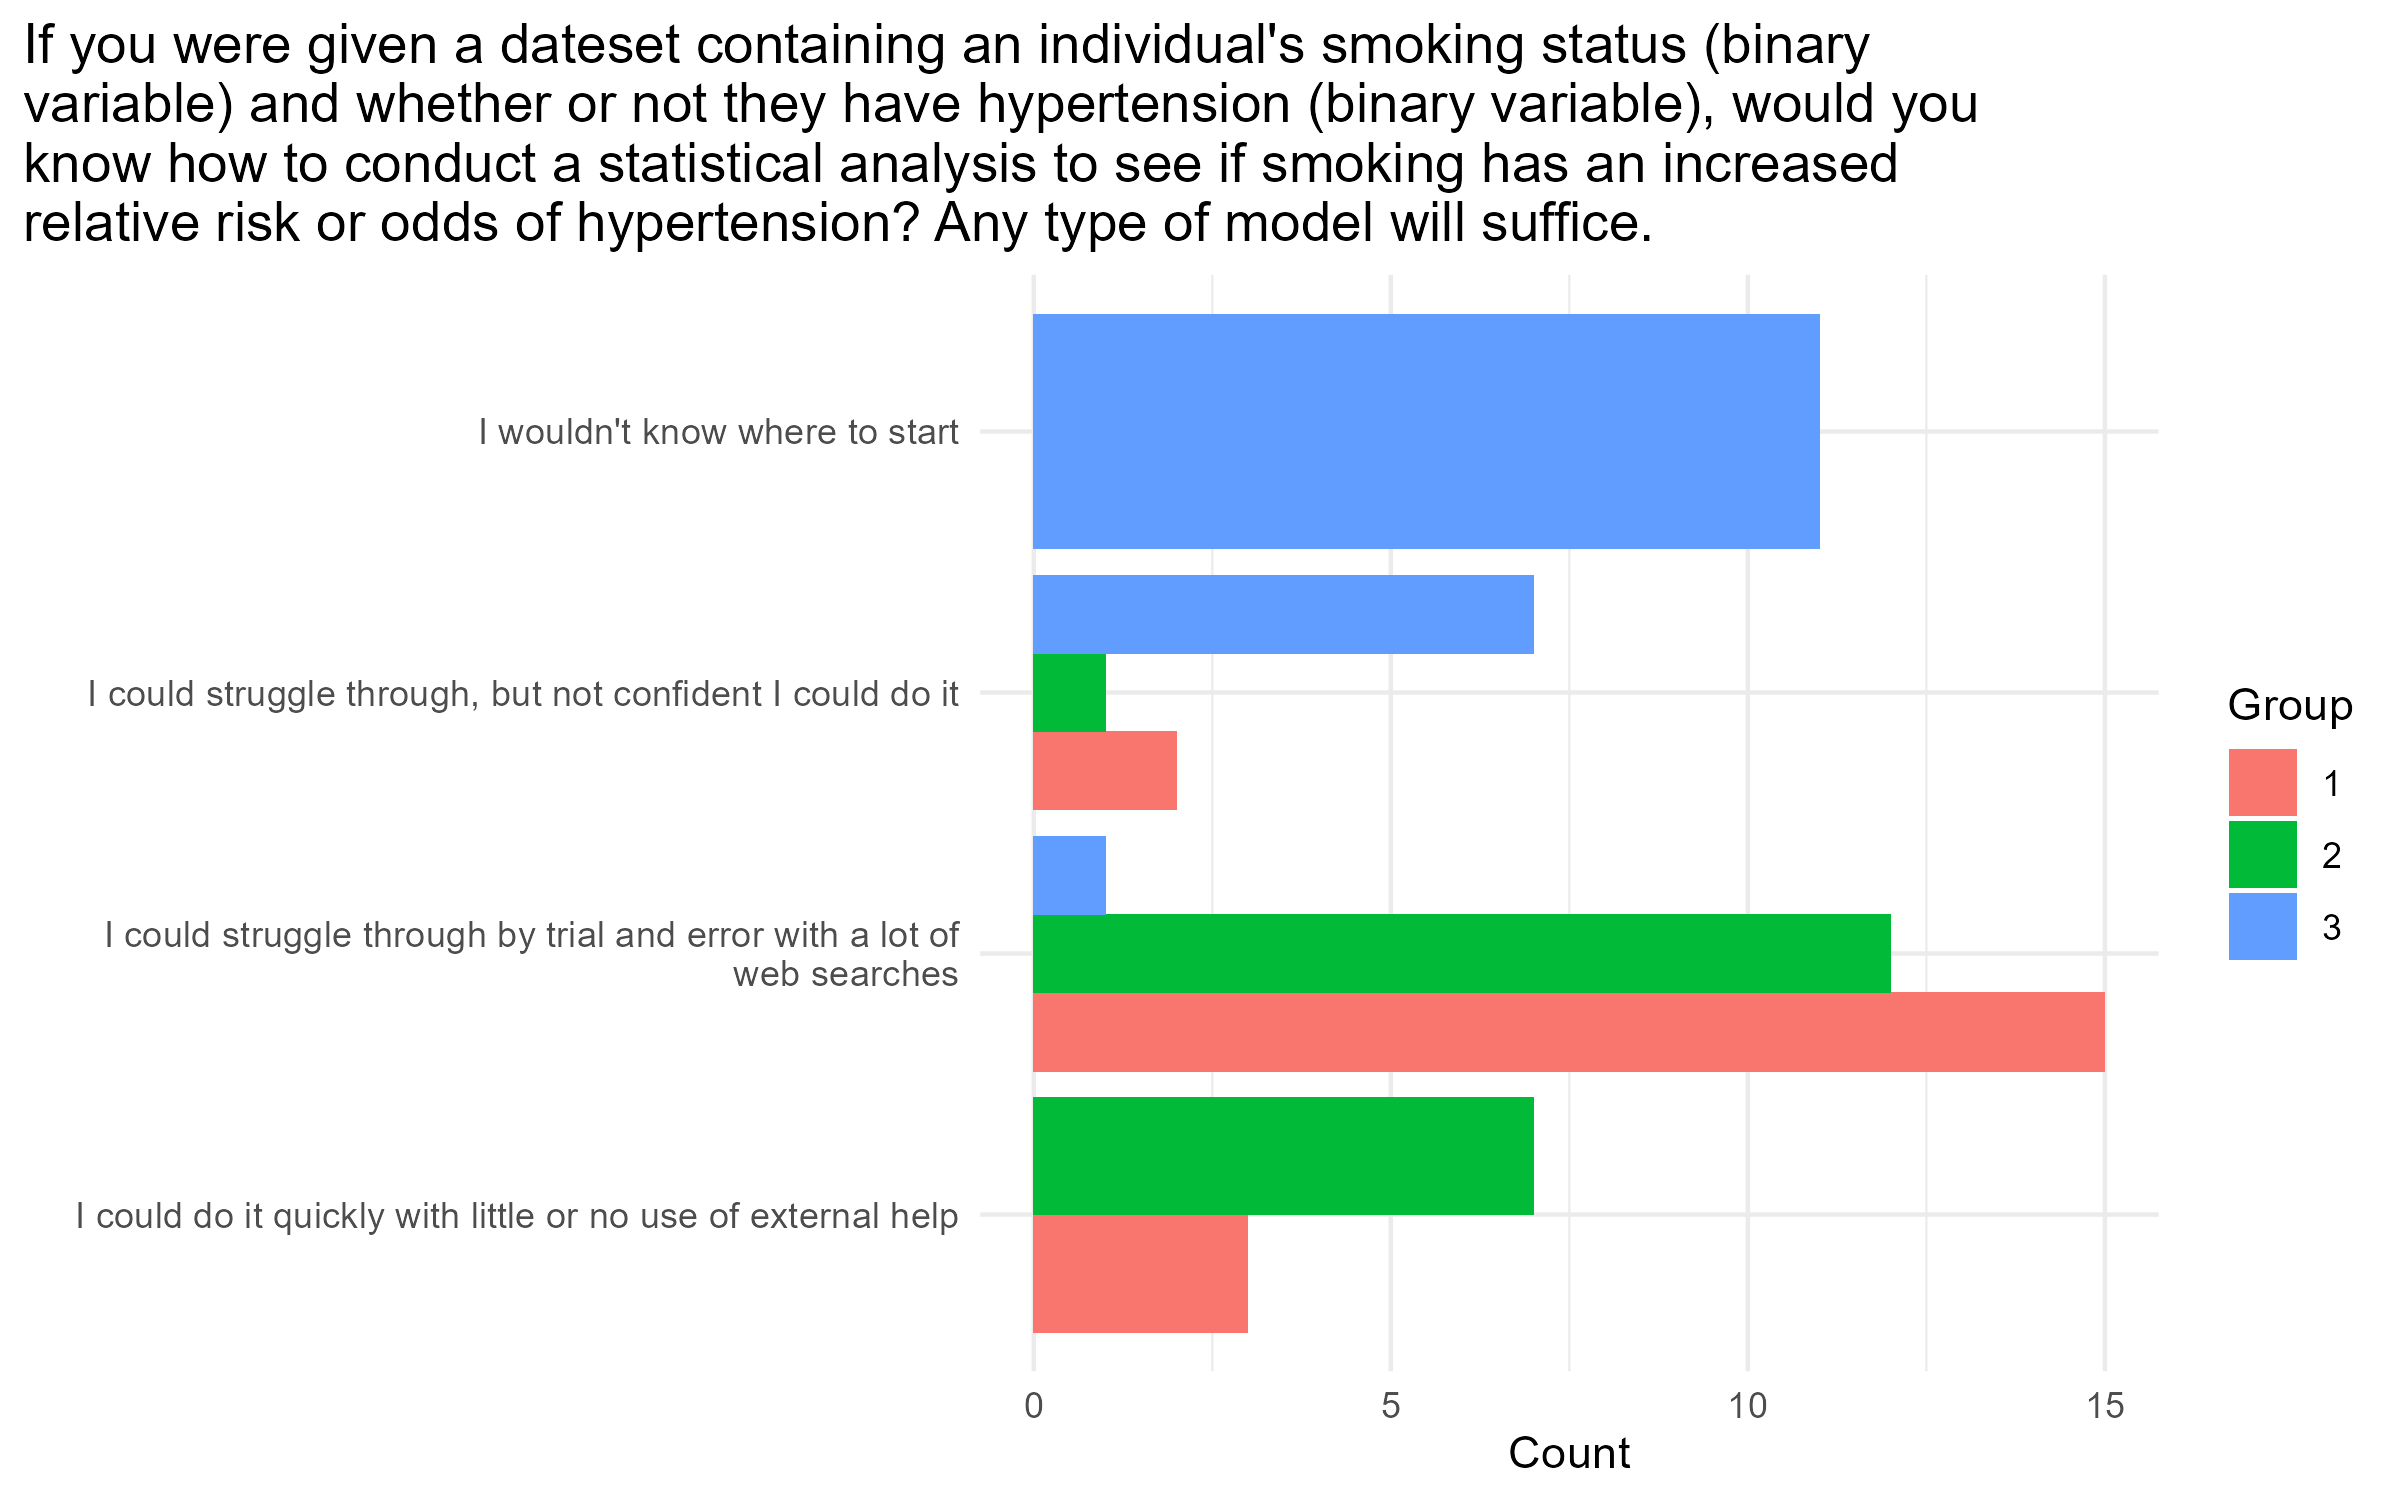 If you were given a dateset containing an individual's smoking status (binary
variable) and whether or not they have hypertension (binary variable), would you
know how to conduct a statistical analysis to see if smoking has an increased
relative risk or odds of hypertension? Any type of model will suffice.
I wouldn't know where to start
I could struggle through, but not confident I could do it
I could struggle through by trial and error with a lot of
web searches
I could do it quickly with little or no use of external help
0
5
10
15
Count
Group
1
2
3